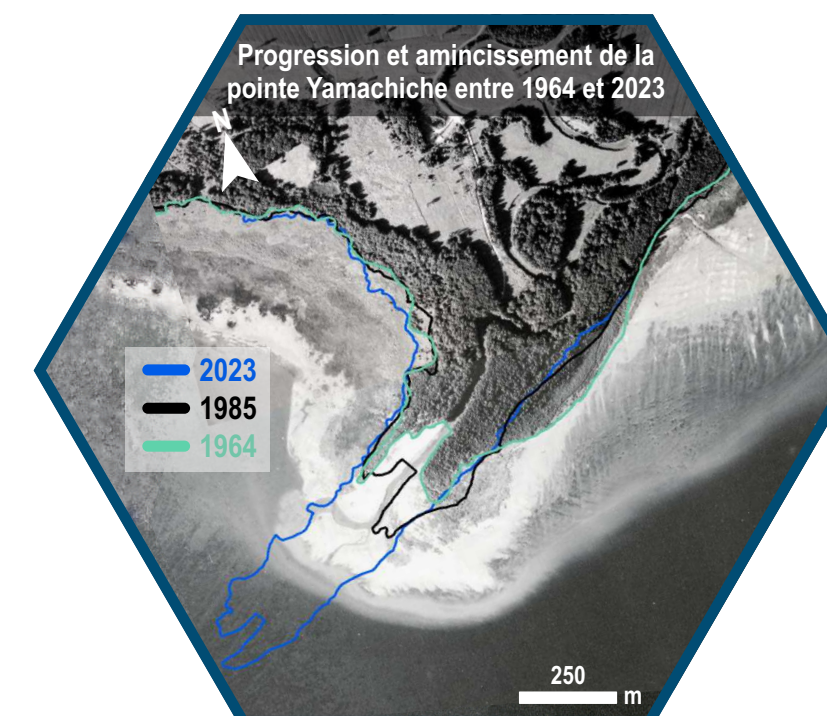 Progression et amincissement de la
pointe Yamachiche entre 1964 et 2023
N
2023
1985
1964
250
m